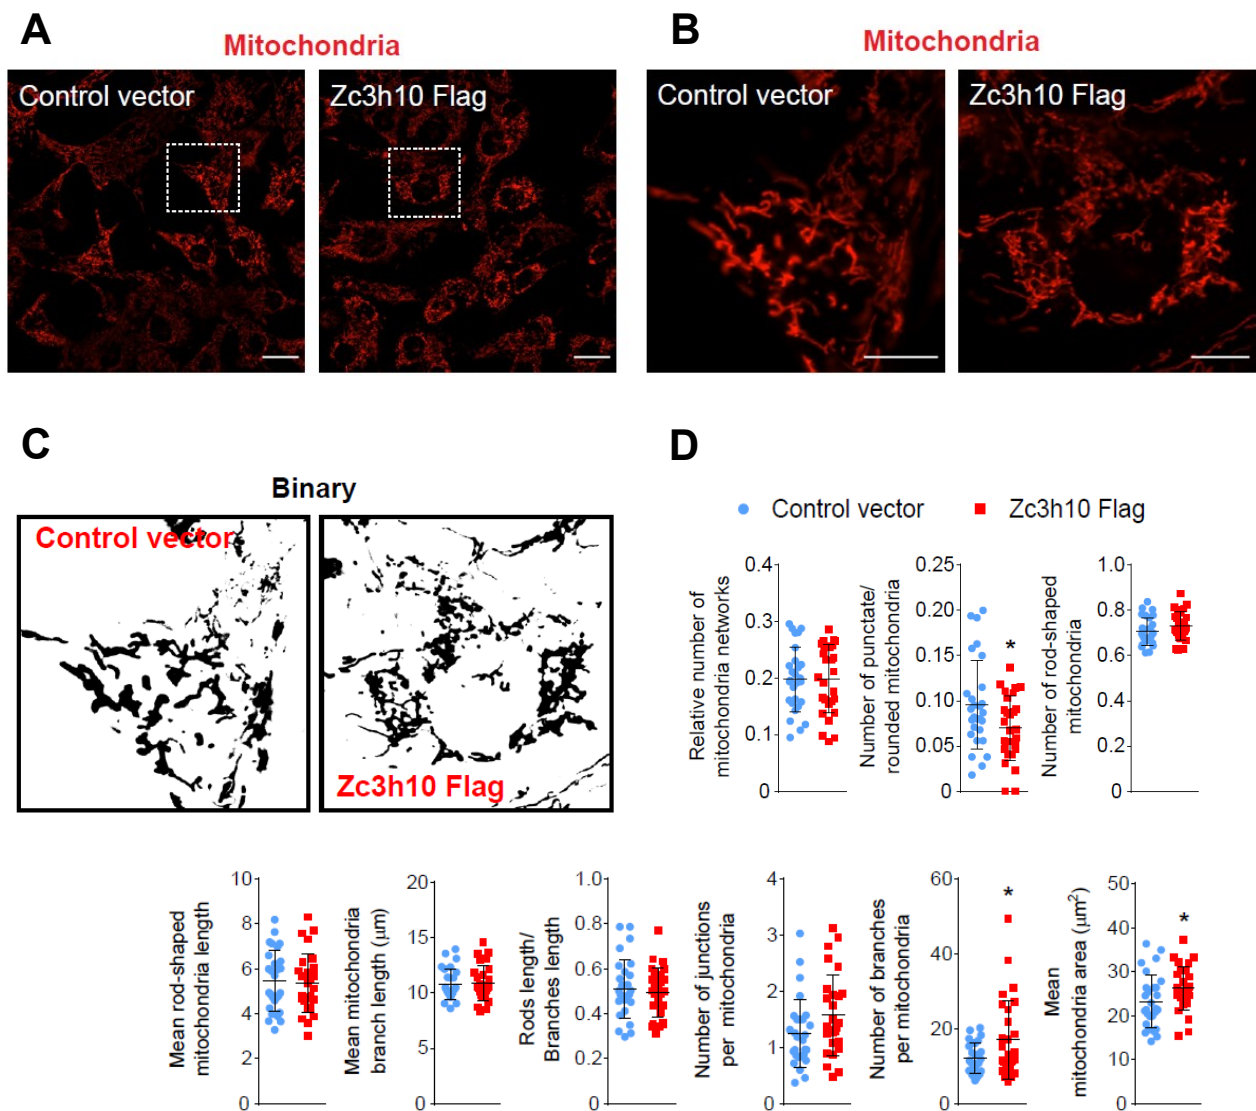 A
Mitochondria
Control vector
Zc3h10 Flag
B
Mitochondria
Control vector
Zc3h10 Flag
C
Binary
Control vector
Zc3h10 Flag
D
Control vector
Zc3h10 Flag
Relative number of
mitochondria networks
0.4
0.3
0.2
0.1
0
Number of punctate/
rounded mitochondria
0.25
0.20
0.15
0.10
0.05
0
*
Number of rod-shaped
mitochondria
1.0
0.8
0.6
0.4
0.2
0
Mean rod-shaped
mitochondria length
10
8
6
4
2
0
Mean mitochondria
branch length (μm)
20
15
10
5
0
Rods length/
Branches length
1.0
0.8
0.6
0.4
0.2
0
Number of junctions
per mitochondria
4
3
2
1
0
Number of branches
per mitochondria
60
40
20
0
*
Mean
mitochondria area (μm²)
50
40
30
20
10
0
*